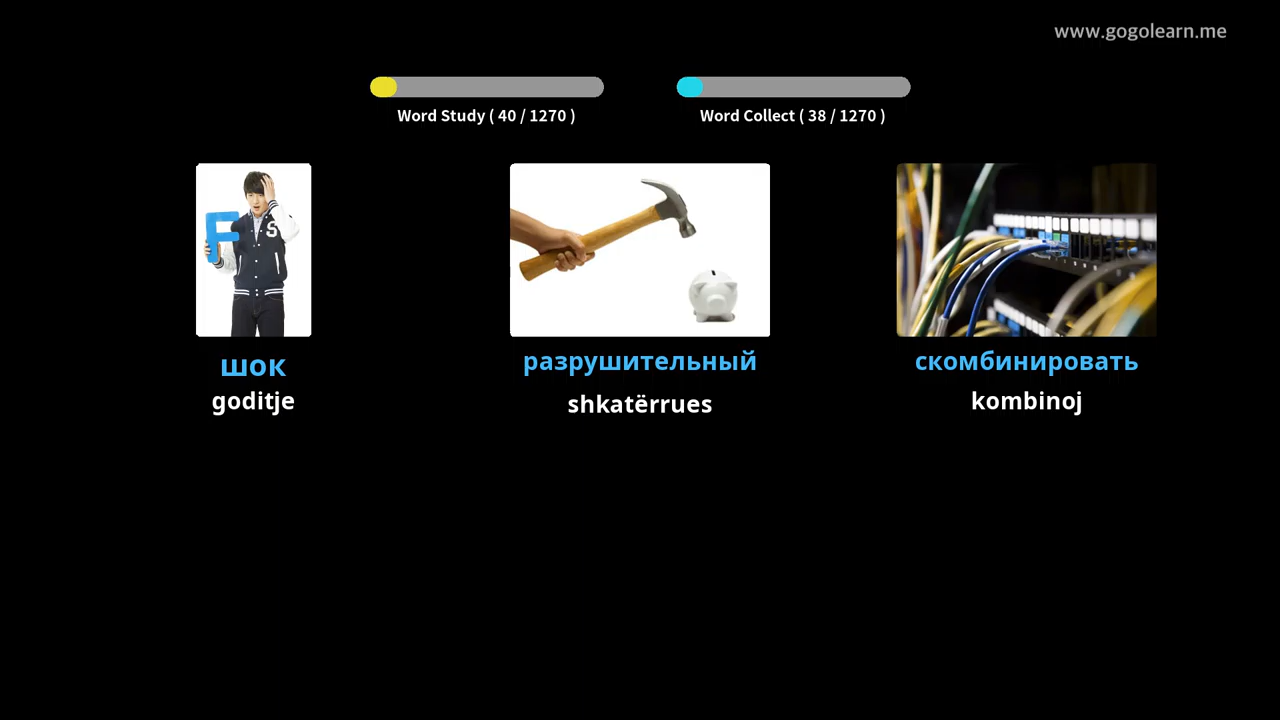 www.gogolearn.me
Word Study ( 40 / 1270 )
Word Collect ( 38 / 1270 )
F
S
шок
goditje
разрушительный
shkatërrues
скомбинировать
kombinoj